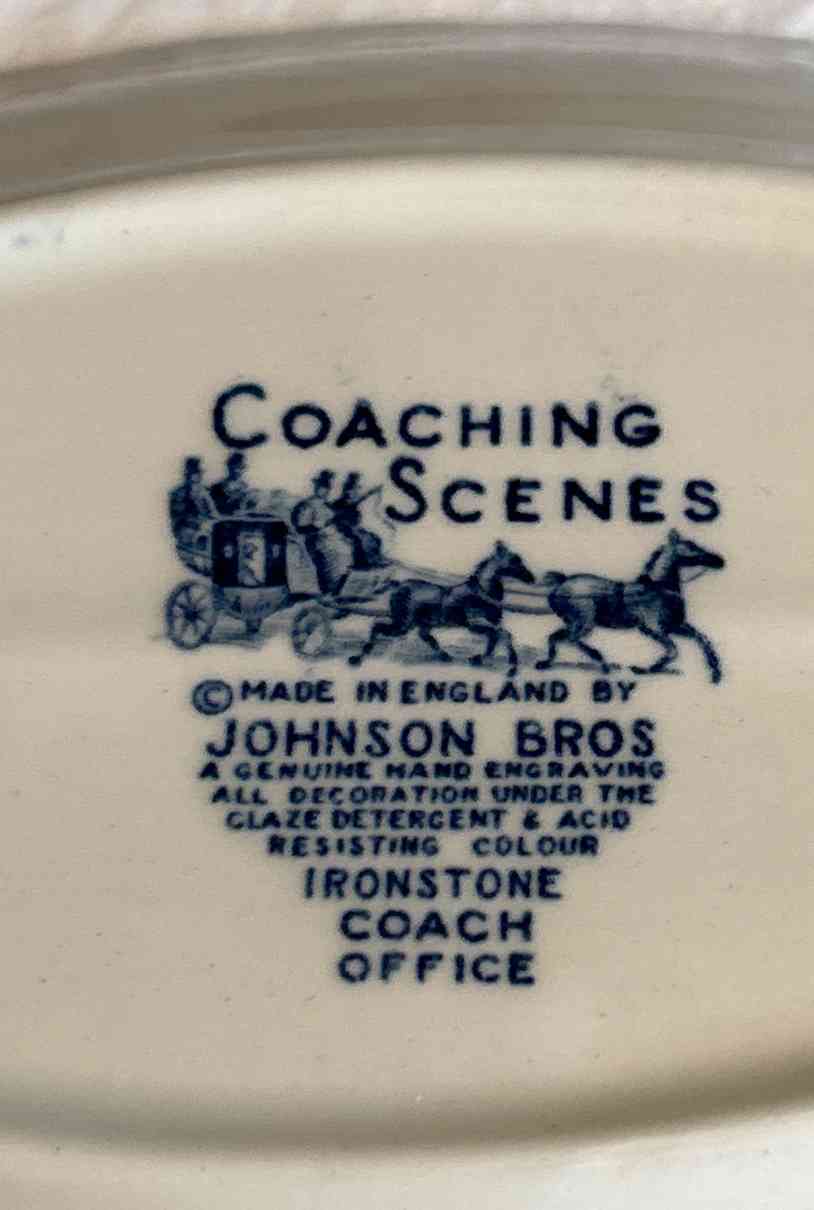 COACHING
SCENES
© MADE IN ENGLAND BY
JOHNSON BROS
A GENUINE HAND ENGRAVING
ALL DECORATION UNDER THE
GLAZE DETERGENT & ACID
RESISTING COLOUR
IRONSTONE
COACH
OFFICE